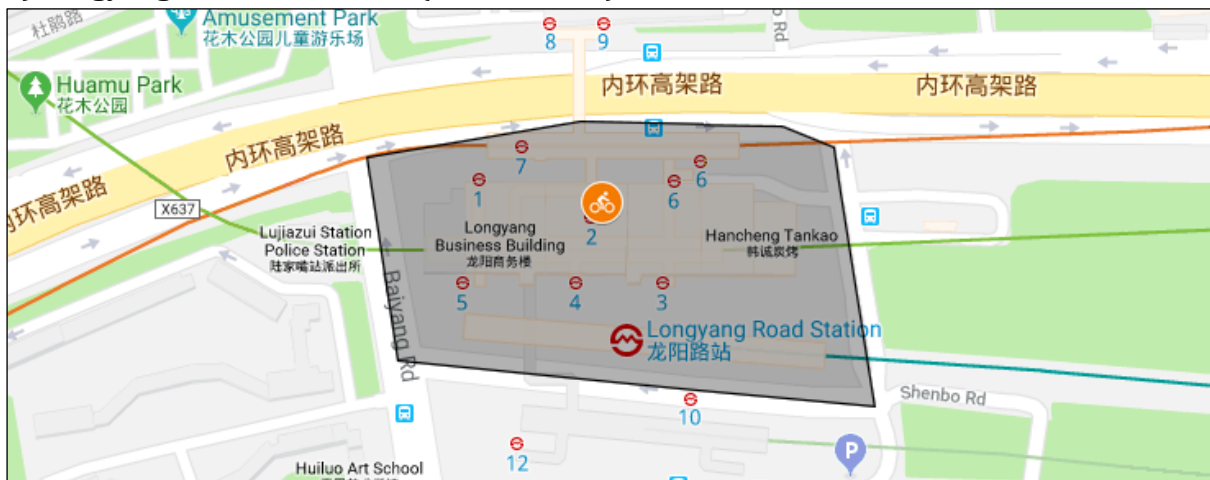 杜鹃路
Amusement Park
花木公园儿童游乐场
8
9
Huamu Park
花木公园
内环高架路
内环高架路
内环高架路
内环高架路
X637
7
1
6
6
2
Lujiazui Station
Police Station
陆家嘴站派出所
Longyang
Business Building
龙阳商务楼
Hancheng Tankao
韩诚炭烤
5
4
3
Baiyang Rd
Longyang Road Station
龙阳路站
Shenbo Rd
10
12
P
Huiluo Art School